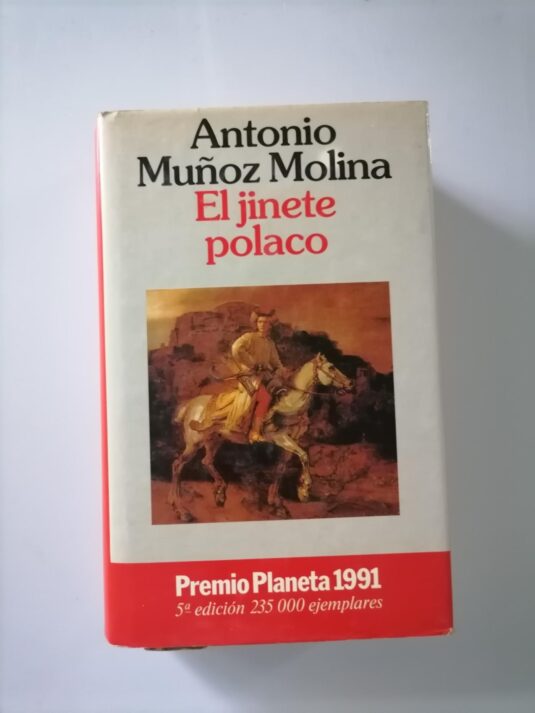 Antonio
Muñoz Molina
El jinete
polaco
Premio Planeta 1991
5ª edición 235 000 ejemplares